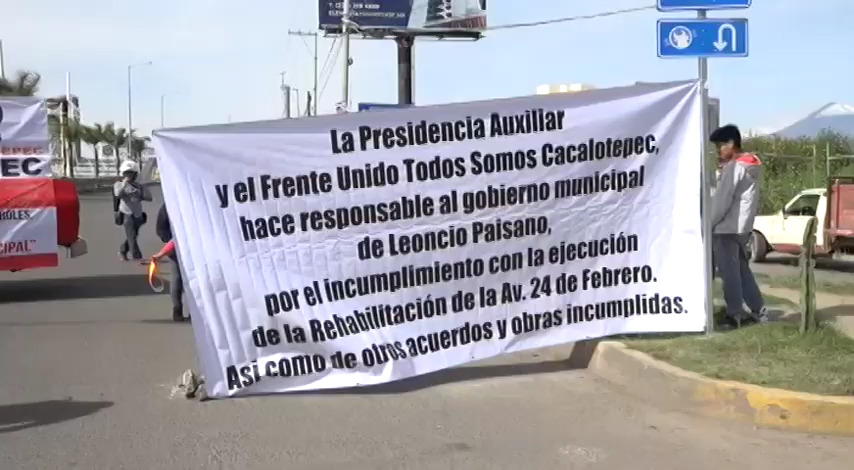 La Presidencia Auxiliar
y el Frente Unido Todos Somos Cacalotepec,
hace responsable al gobierno municipal
de Leoncio Paisano,
por el incumplimiento con la ejecución
de la Rehabilitación de la Av. 24 de Febrero.
Así como de otros acuerdos y obras incumplidas.